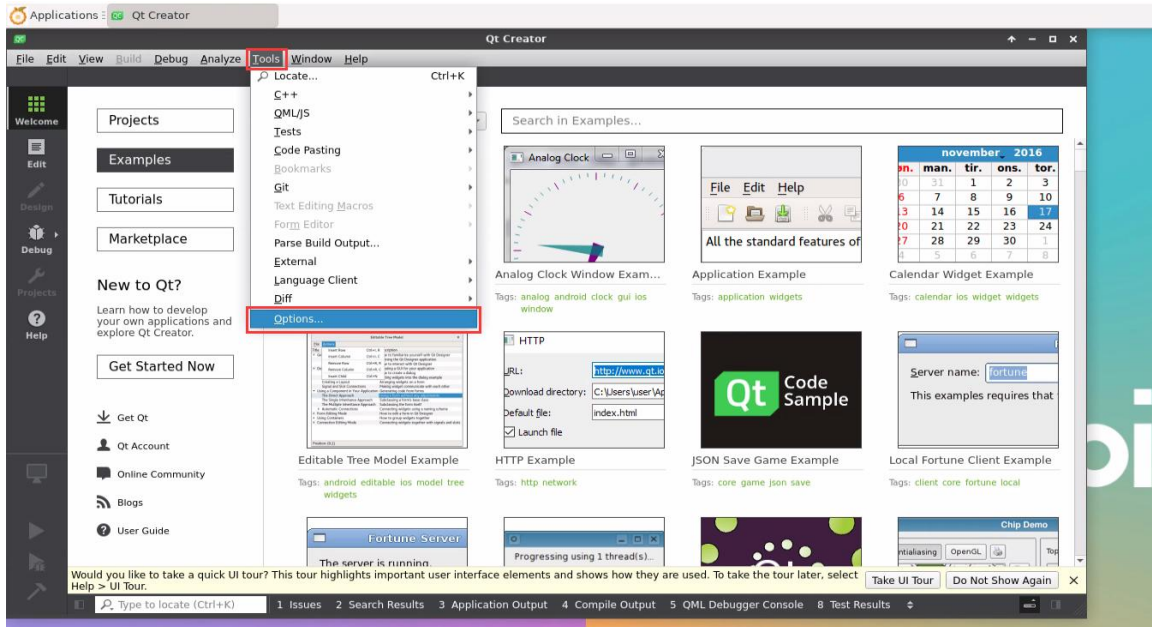 Applications
Qt Creator
Qt Creator
File Edit View Build Debug Analyze Tools Window Help
Locate... Ctrl+K
C++
QML/JS
Tests
Code Pasting
Bookmarks
Git
Text Editing Macros
Form Editor
Parse Build Output...
External
Language Client
Diff
Options...
Welcome
Edit
Design
Debug
Projects
Help
Projects
Examples
Tutorials
Marketplace
New to Qt?
Learn how to develop
your own applications and
explore Qt Creator.
Get Started Now
Get Qt
Qt Account
Online Community
Blogs
User Guide
Search in Examples...
Analog Clock
File Edit Help
All the standard features of
november 2016
man. tir. ons. tor.
31 1 2 3
7 8 9 10
14 15 16 17
21 22 23 24
28 29 30 1
5 6 7 8
Analog Clock Window Exam...
Tags: analog android clock gui ios
window
Application Example
Tags: application widgets
Calendar Widget Example
Tags: calendar ios widget widgets
Editable Tree Model Example
Tags: android editable ios model tree
widgets
HTTP
URL: http://www.qt.io
Download directory: C:\Users\user\Ap
Default file: index.html
Launch file
HTTP Example
Tags: http network
Qt Code
Sample
JSON Save Game Example
Tags: core game json save
Server name: fortune
This examples requires that
Local Fortune Client Example
Tags: client core fortune local
Fortune Server
The server is running.
Progressing using 1 thread(s)...
Qt
Chip Demo
OpenGL
Would you like to take a quick UI tour? This tour highlights important user interface elements and shows how they are used. To take the tour later, select
Help > UI Tour.
Take UI Tour
Do Not Show Again
Type to locate (Ctrl+K)
1 Issues 2 Search Results 3 Application Output 4 Compile Output 5 QML Debugger Console 8 Test Results